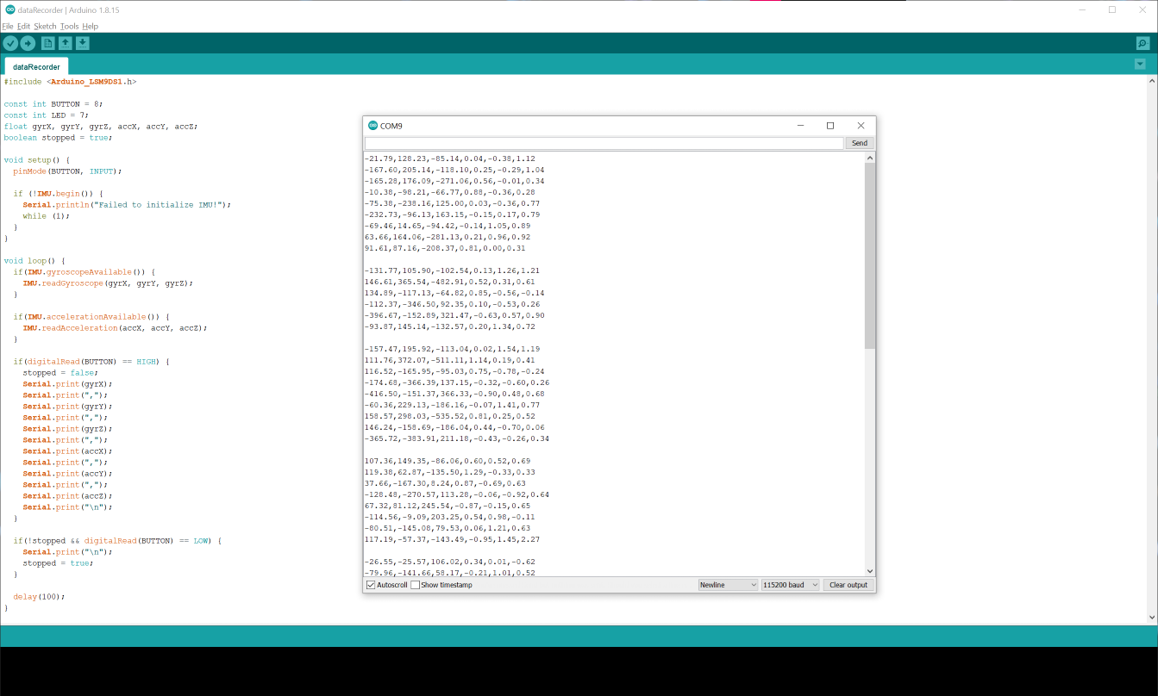 dataRecorder | Arduino 1.8.15
File Edit Sketch Tools Help
dataRecorder
#include <Arduino_LSM9DS1.h>
const int BUTTON = 8;
const int LED = 7;
float gyrX, gyrY, gyrZ, accX, accY, accZ;
boolean stopped = true;
void setup() {
pinMode(BUTTON, INPUT);
if (!IMU.begin()) {
Serial.println("Failed to initialize IMU!");
while (1);
}
}
void loop() {
if(IMU.gyroscopeAvailable()) {
IMU.readGyroscope(gyrX, gyrY, gyrZ);
}
if(IMU.accelerationAvailable()) {
IMU.readAcceleration(accX, accY, accZ);
}
if(digitalRead(BUTTON) == HIGH) {
stopped = false;
Serial.print(gyrX);
Serial.print(",");
Serial.print(gyrY);
Serial.print(",");
Serial.print(gyrZ);
Serial.print(",");
Serial.print(accX);
Serial.print(",");
Serial.print(accY);
Serial.print(",");
Serial.print(accZ);
Serial.print("\n");
}
if(!stopped && digitalRead(BUTTON) == LOW) {
Serial.print("\n");
stopped = true;
}
delay(100);
}
COM9
Send
-21.79,128.23,-85.14,0.04,-0.38,1.12
-167.60,205.14,-118.10,0.25,-0.29,1.04
-165.28,176.09,-271.06,0.56,-0.01,0.34
-10.38,-98.21,-66.77,0.88,-0.36,0.28
-75.38,-238.16,125.00,0.03,-0.36,0.77
-232.73,-96.13,163.15,-0.15,0.17,0.79
-69.46,14.65,-94.42,-0.14,1.05,0.89
63.66,164.06,-281.13,0.21,0.96,0.92
91.61,87.16,-208.37,0.81,0.00,0.31
-131.77,105.90,-102.54,0.13,1.26,1.21
146.61,365.54,-482.91,0.52,0.31,0.61
134.89,-117.13,-64.82,0.85,-0.56,-0.14
-112.37,-346.50,92.35,0.10,-0.53,0.26
-396.67,-152.89,321.47,-0.63,0.57,0.90
-93.87,145.14,-132.57,0.20,1.34,0.72
-157.47,195.92,-113.04,0.02,1.54,1.19
111.76,372.07,-511.11,1.14,0.19,0.41
116.52,-165.95,-95.03,0.75,-0.78,-0.24
-174.68,-366.39,137.15,-0.32,-0.60,0.26
-416.50,-151.37,366.33,-0.90,0.48,0.68
-60.36,229.13,-186.16,-0.07,1.41,0.77
158.57,298.03,-535.52,0.81,0.25,0.52
146.24,-158.69,-186.04,0.44,-0.70,0.06
-365.72,-383.91,211.18,-0.43,-0.26,0.34
107.36,149.35,-86.06,0.60,0.52,0.69
119.38,62.87,-135.50,1.29,-0.33,0.33
37.66,-167.30,8.24,0.87,-0.69,0.63
-128.48,-270.57,113.28,-0.06,-0.92,0.64
67.32,81.12,245.54,-0.87,-0.15,0.65
-114.56,-9.09,203.25,0.54,0.98,-0.11
-80.51,-145.08,79.53,0.06,1.21,0.63
117.19,-57.37,-143.49,-0.95,1.45,2.27
-26.55,-25.57,106.02,0.34,0.01,-0.62
-79.96,-141.66,58.17,-0.21,1.01,0.52
Autoscroll Show timestamp Newline 115200 baud Clear output